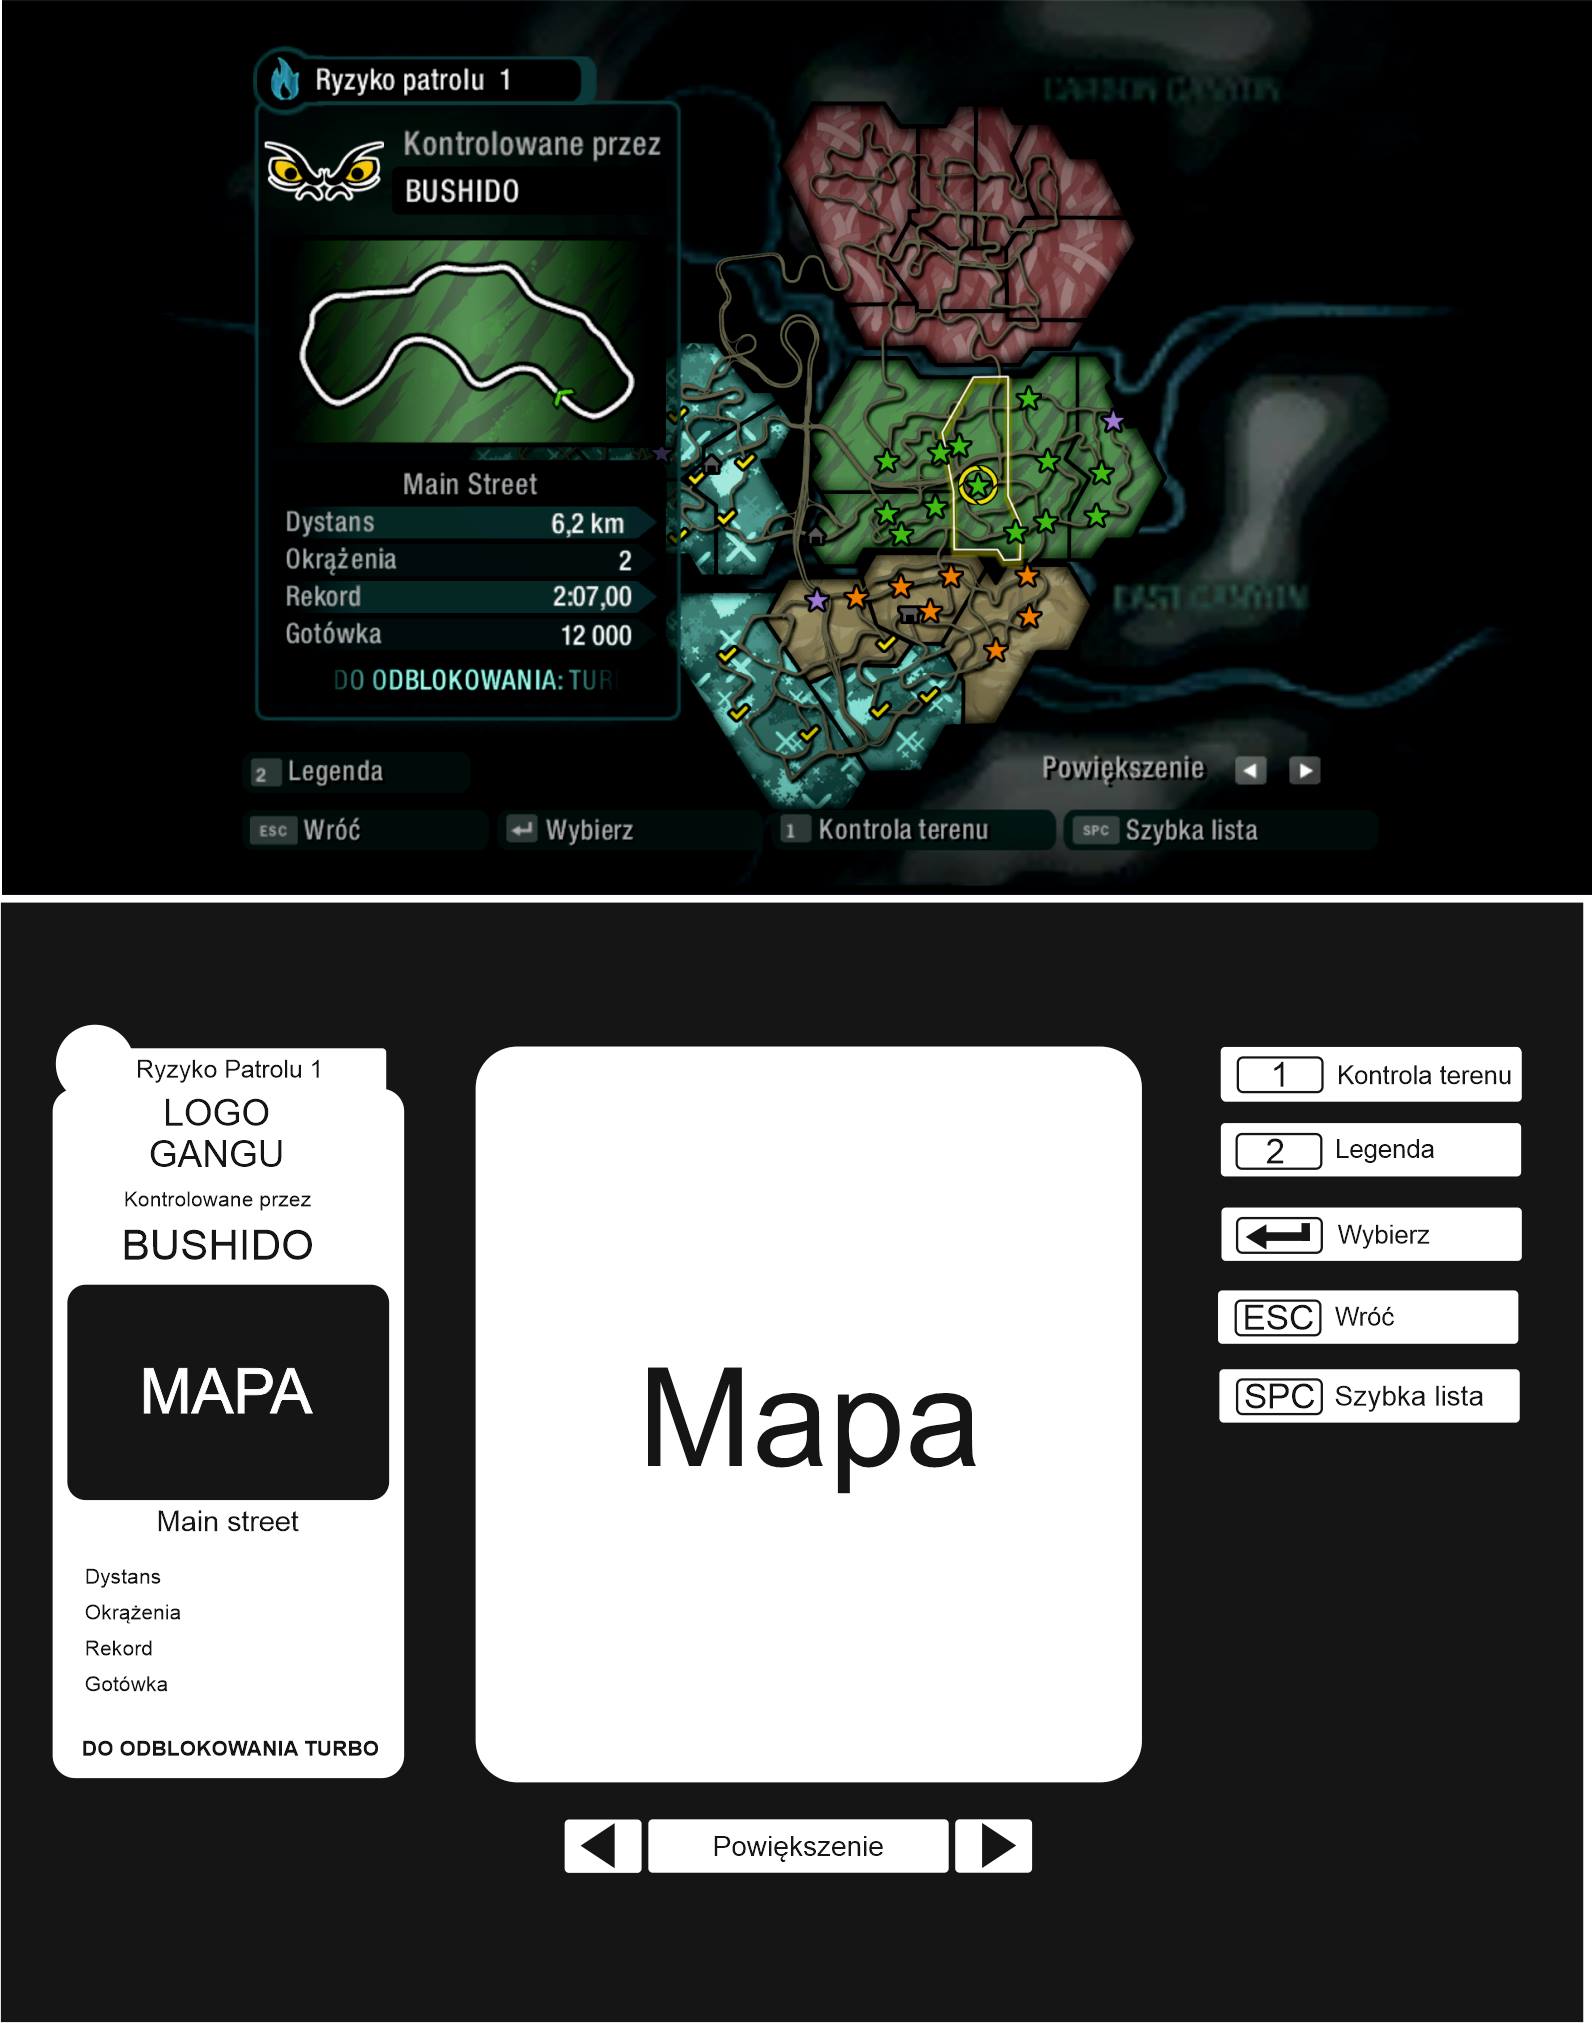 CARBON CANYON
Ryzyko patrolu 1
Kontrolowane przez
BUSHIDO
Main Street
Dystans 6,2 km
Okrążenia 2
Rekord 2:07,00
Gotówka 12 000
DO ODBLOKOWANIA: TUR
EAST CANYON
2 Legenda
Powiększenie
ESC Wróć
Wybierz
1 Kontrola terenu
SPC Szybka lista
Ryzyko Patrolu 1
LOGO
GANGU
Kontrolowane przez
BUSHIDO
MAPA
Main street
Dystans
Okrążenia
Rekord
Gotówka
DO ODBLOKOWANIA TURBO
Mapa
Powiększenie
1 Kontrola terenu
2 Legenda
Wybierz
ESC Wróć
SPC Szybka lista